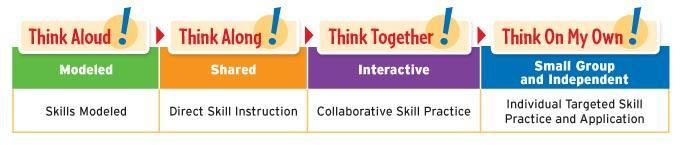 Think Aloud!
Think Along!
Think Together!
Think On My Own!
Modeled
Shared
Interactive
Small Group
and Independent
Skills Modeled
Direct Skill Instruction
Collaborative Skill Practice
Individual Targeted Skill
Practice and Application